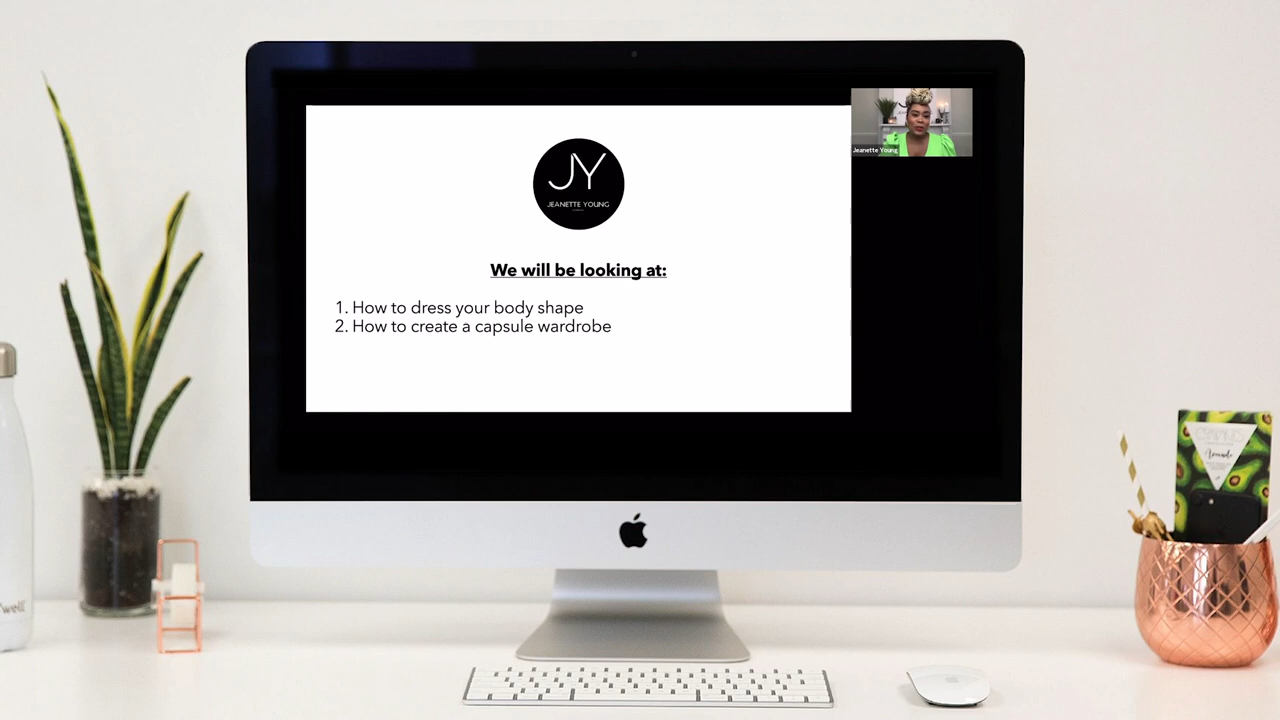 JY
JEANETTE YOUNG
We will be looking at:
1. How to dress your body shape
2. How to create a capsule wardrobe
Jeanette Young
well